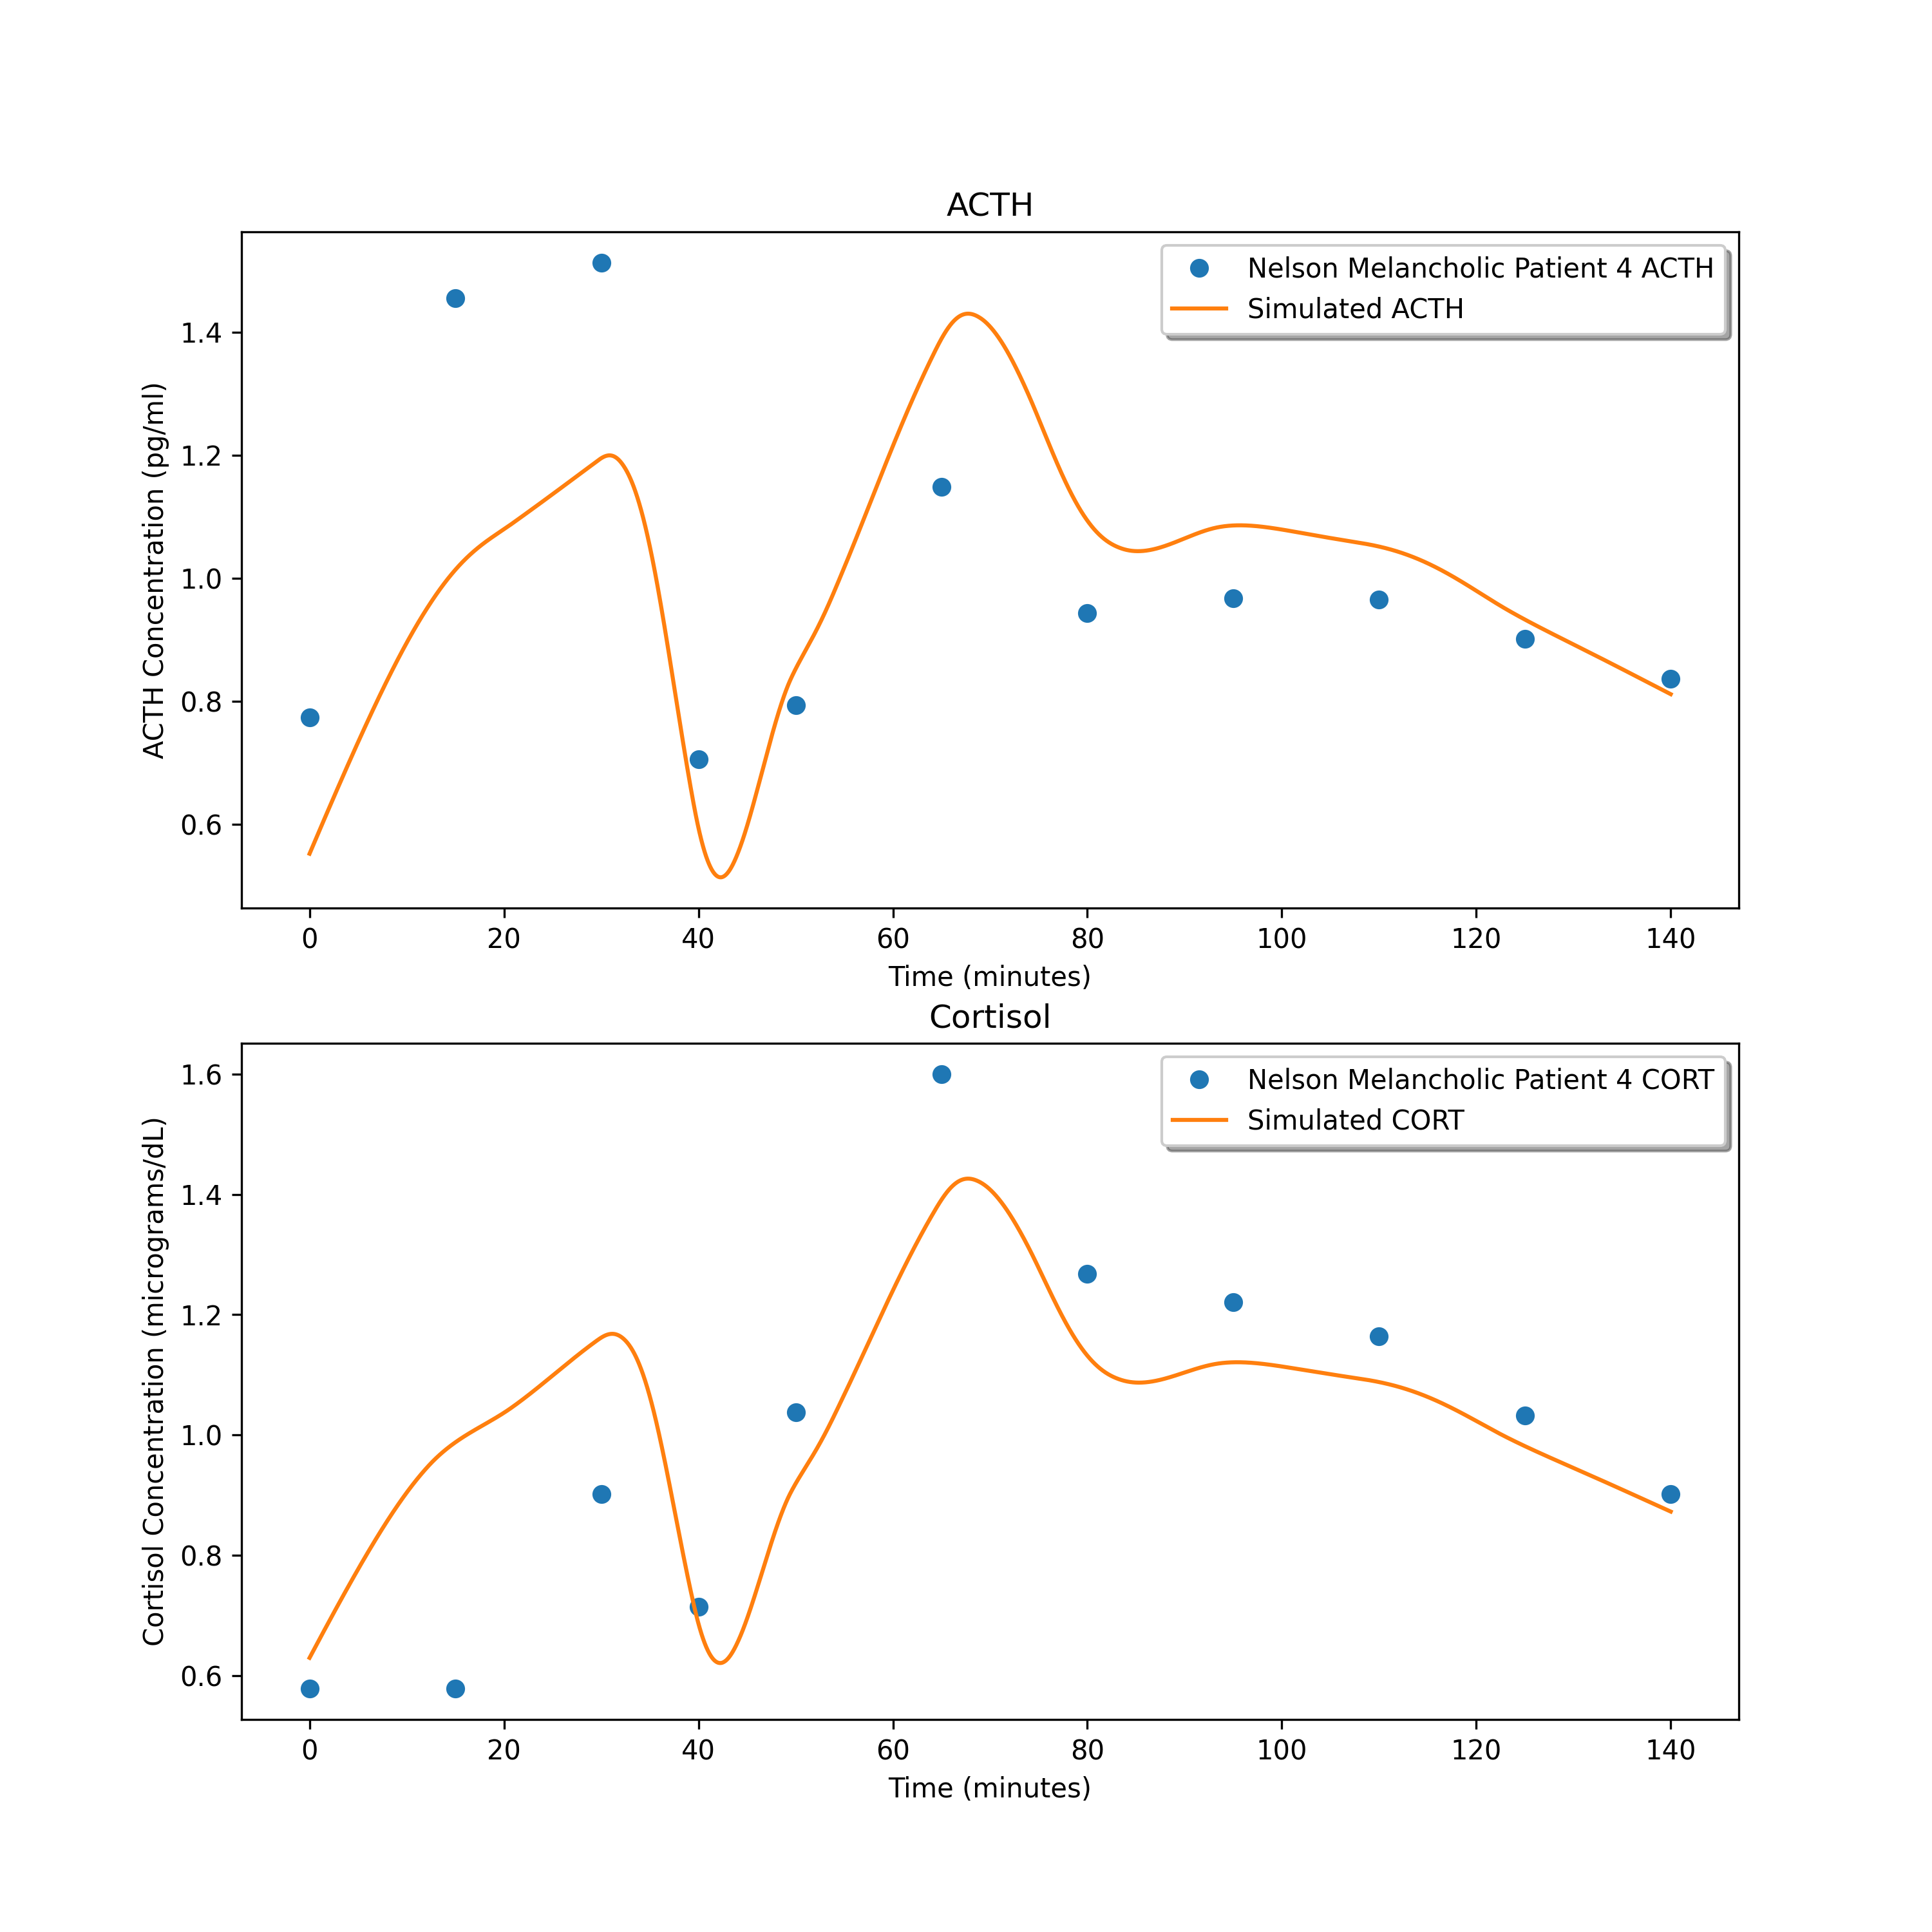 ACTH
Nelson Melancholic Patient 4 ACTH
Simulated ACTH
ACTH Concentration (pg/ml)
1.4
1.2
1.0
0.8
0.6
0 20 40 60 80 100 120 140
Time (minutes)
Cortisol
Nelson Melancholic Patient 4 CORT
Simulated CORT
Cortisol Concentration (micrograms/dL)
1.6
1.4
1.2
1.0
0.8
0.6
0 20 40 60 80 100 120 140
Time (minutes)